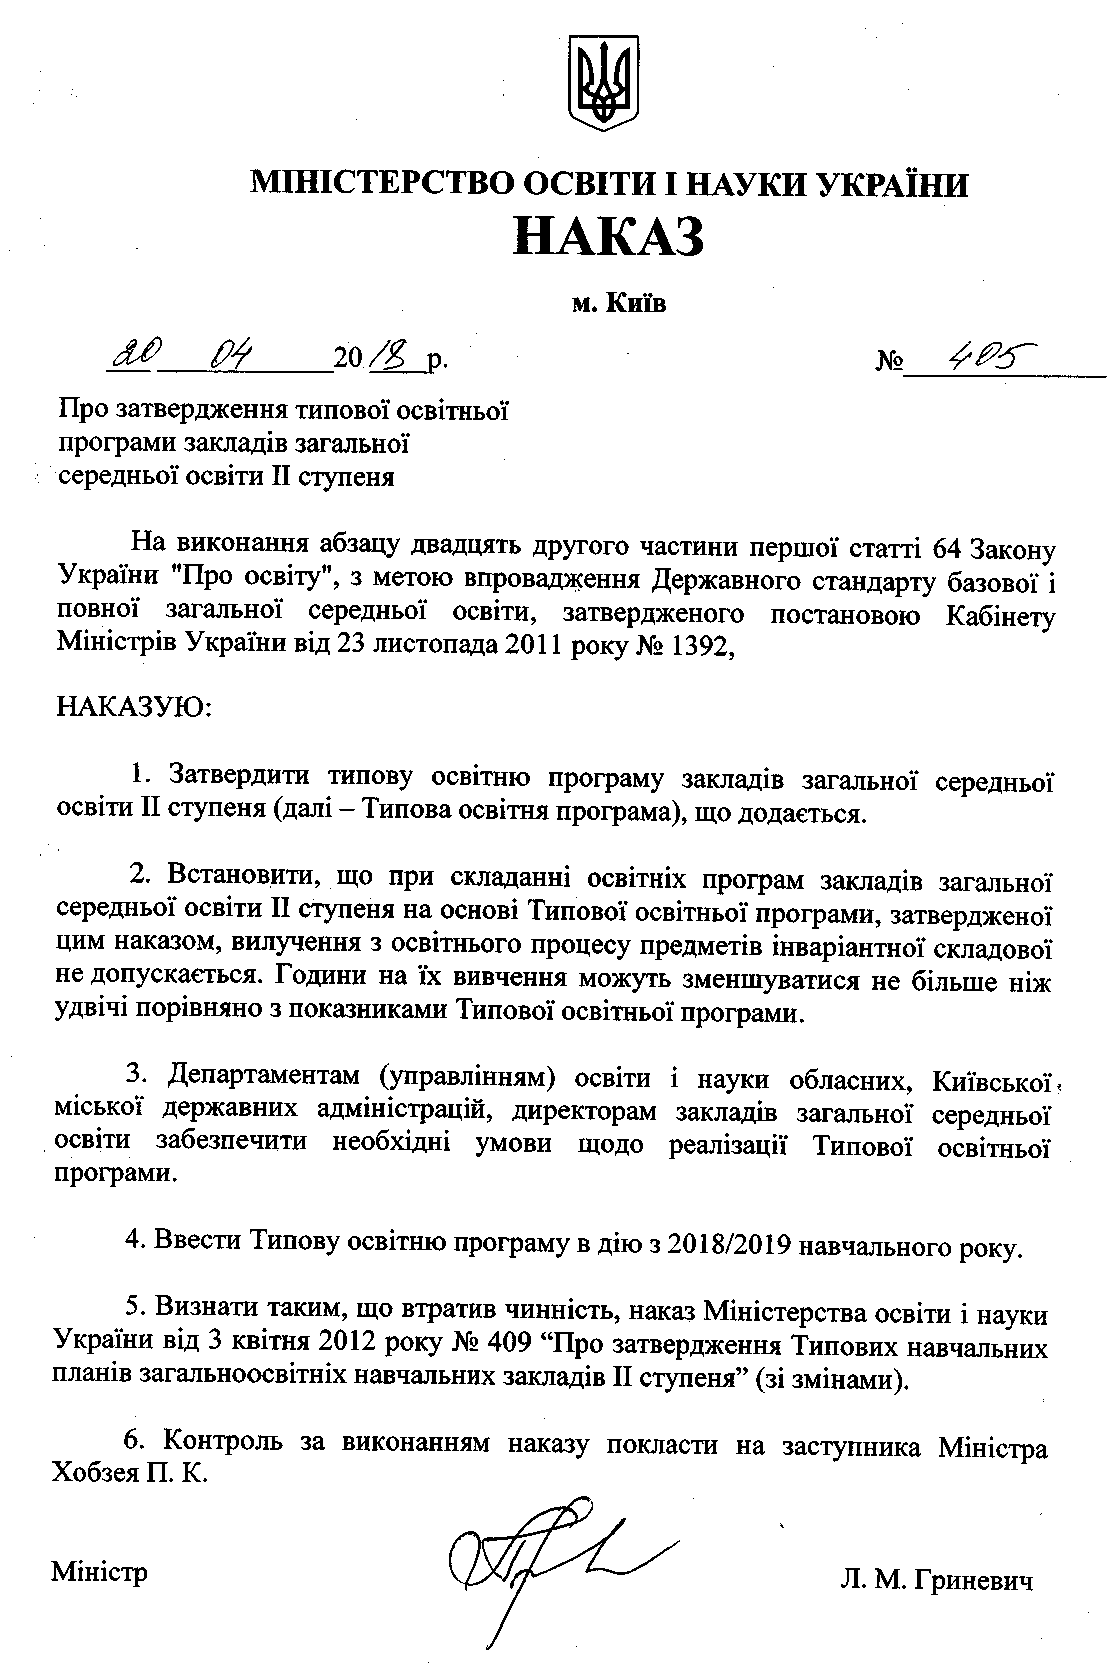 МІНІСТЕРСТВО ОСВІТИ І НАУКИ УКРАЇНИ
НАКАЗ
м. Київ
20 04 2018 р. № 405
Про затвердження типової освітньої
програми закладів загальної
середньої освіти ІІ ступеня
На виконання абзацу двадцять другого частини першої статті 64 Закону
України "Про освіту", з метою впровадження Державного стандарту базової і
повної загальної середньої освіти, затвердженого постановою Кабінету
Міністрів України від 23 листопада 2011 року № 1392,
НАКАЗУЮ:
1. Затвердити типову освітню програму закладів загальної середньої
освіти ІІ ступеня (далі – Типова освітня програма), що додається.
2. Встановити, що при складанні освітніх програм закладів загальної
середньої освіти ІІ ступеня на основі Типової освітньої програми, затвердженої
цим наказом, вилучення з освітнього процесу предметів інваріантної складової
не допускається. Години на їх вивчення можуть зменшуватися не більше ніж
удвічі порівняно з показниками Типової освітньої програми.
3. Департаментам (управлінням) освіти і науки обласних, Київської
міської державних адміністрацій, директорам закладів загальної середньої
освіти забезпечити необхідні умови щодо реалізації Типової освітньої
програми.
4. Ввести Типову освітню програму в дію з 2018/2019 навчального року.
5. Визнати таким, що втратив чинність, наказ Міністерства освіти і науки
України від 3 квітня 2012 року № 409 “Про затвердження Типових навчальних
планів загальноосвітніх навчальних закладів ІІ ступеня” (зі змінами).
6. Контроль за виконанням наказу покласти на заступника Міністра
Хобзея П. К.
Міністр Л. М. Гриневич